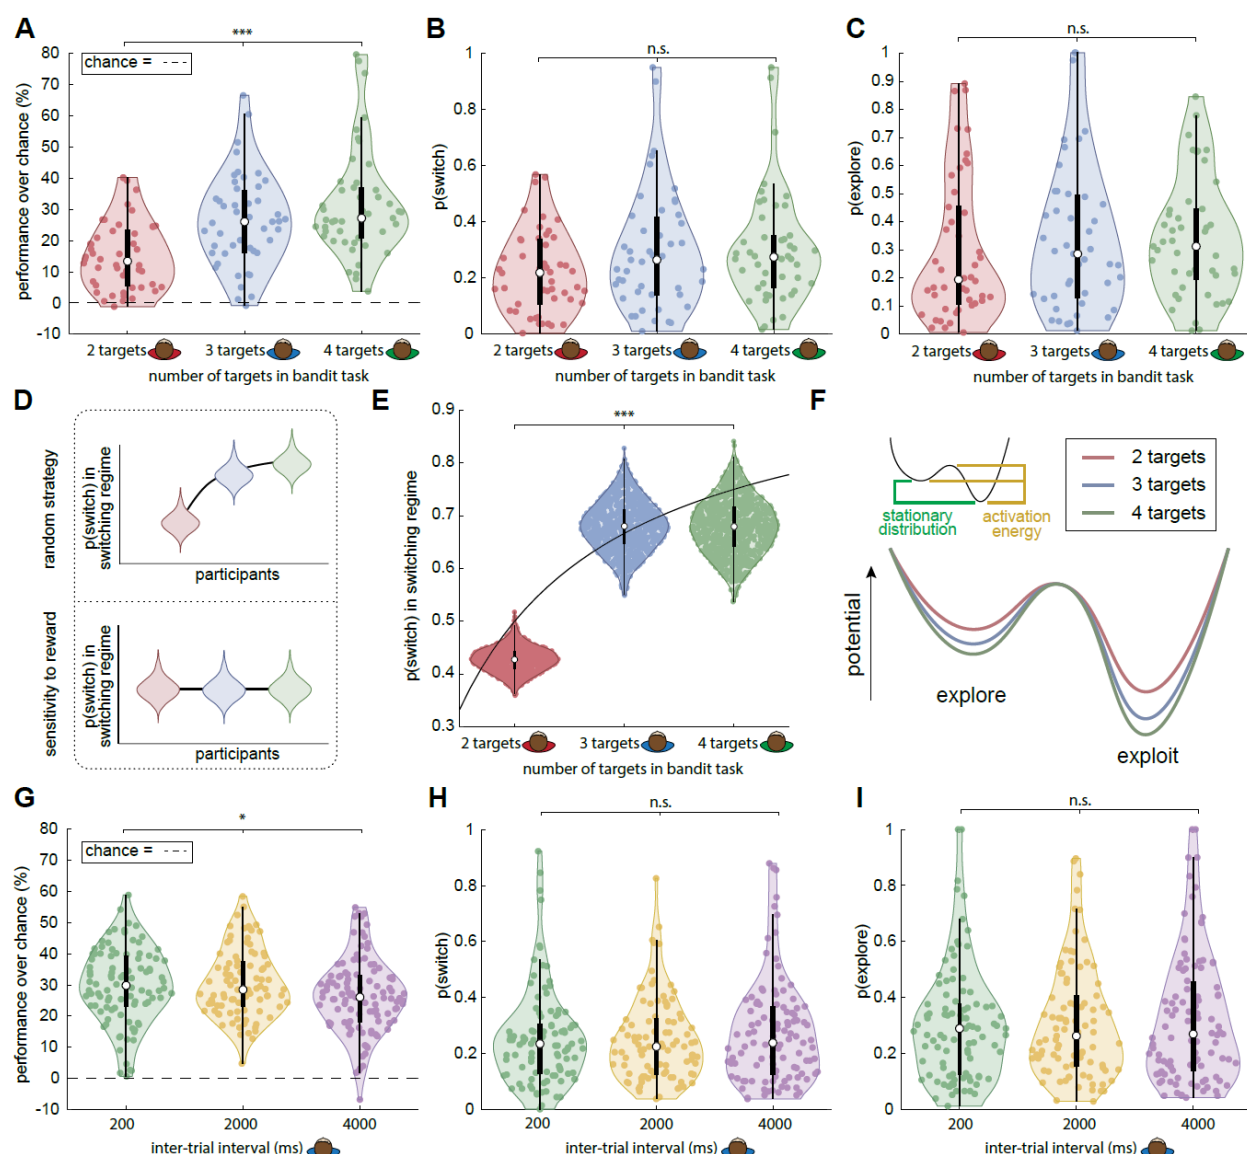 A
***
80
70
60
50
40
30
20
10
0
-10
chance = ---
performance over chance (%)
2 targets
3 targets
4 targets
number of targets in bandit task
B
n.s.
1
0.8
0.6
0.4
0.2
0
p(switch)
2 targets
3 targets
4 targets
number of targets in bandit task
C
n.s.
1
0.9
0.8
0.7
0.6
0.5
0.4
0.3
0.2
0.1
0
p(explore)
2 targets
3 targets
4 targets
number of targets in bandit task
D
random strategy
p(switch) in
switching regime
participants
sensitivity to reward
p(switch) in
switching regime
participants
E
***
0.9
0.8
0.7
0.6
0.5
0.4
0.3
p(switch) in switching regime
2 targets
3 targets
4 targets
number of targets in bandit task
F
stationary
distribution
activation
energy
2 targets
3 targets
4 targets
potential
explore
exploit
G
*
80
70
60
50
40
30
20
10
0
-10
chance = ---
performance over chance (%)
200
2000
4000
inter-trial interval (ms)
H
n.s.
1
0.8
0.6
0.4
0.2
0
p(switch)
200
2000
4000
inter-trial interval (ms)
I
n.s.
1
0.8
0.6
0.4
0.2
0
p(explore)
200
2000
4000
inter-trial interval (ms)